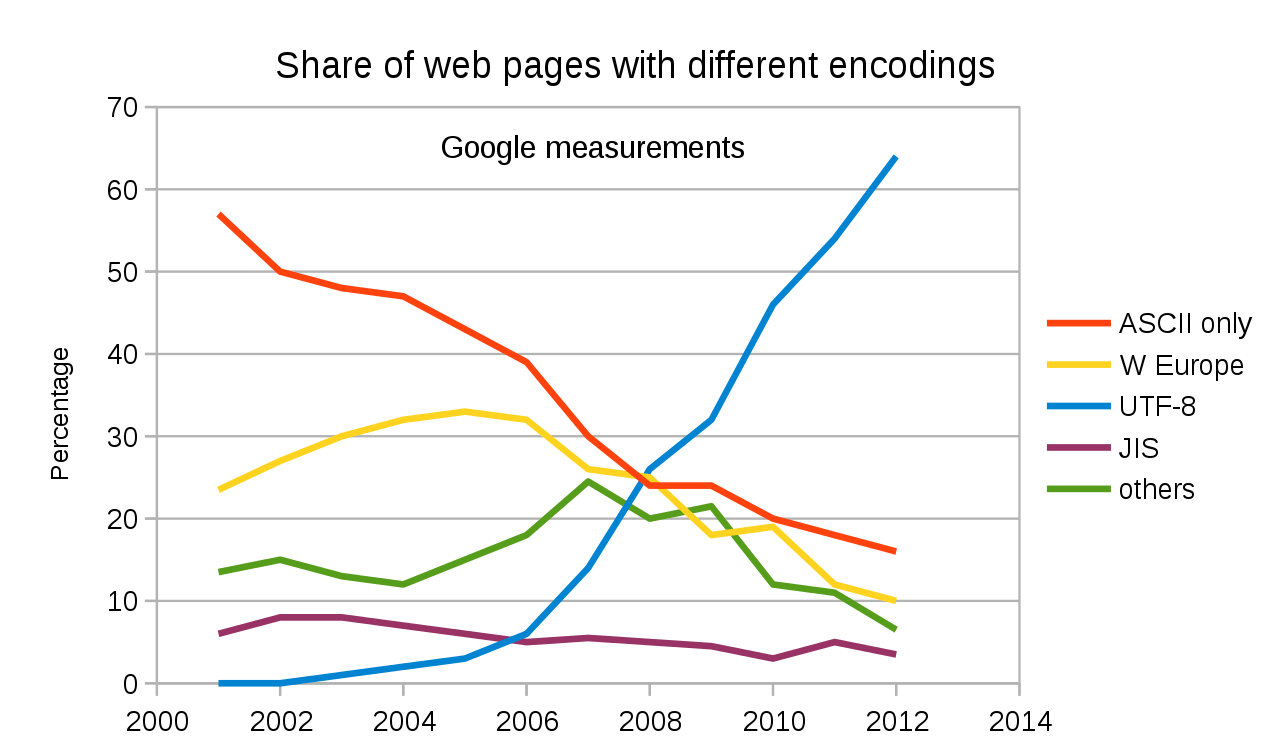 Share of web pages with different encodings
Google measurements
Percentage
70
60
50
40
30
20
10
0
2000 2002 2004 2006 2008 2010 2012 2014
ASCII only
W Europe
UTF-8
JIS
others